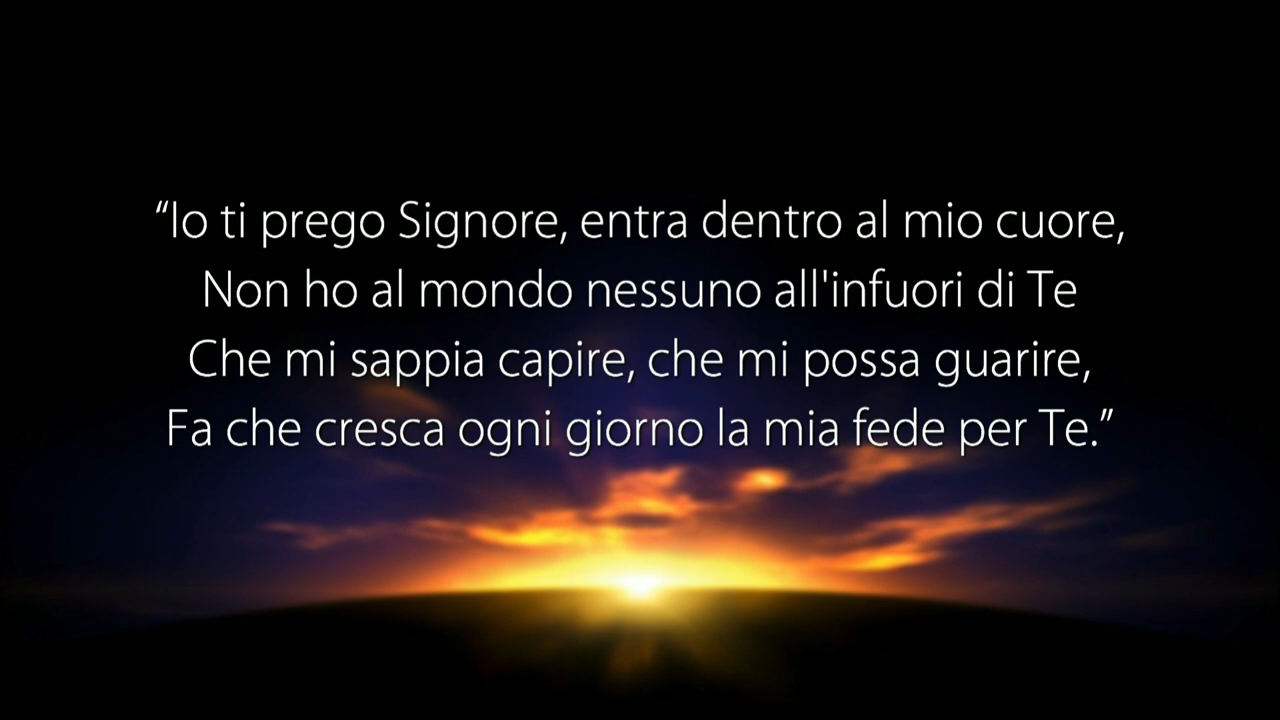 “Io ti prego Signore, entra dentro al mio cuore,
Non ho al mondo nessuno all'infuori di Te
Che mi sappia capire, che mi possa guarire,
Fa che cresca ogni giorno la mia fede per Te.”